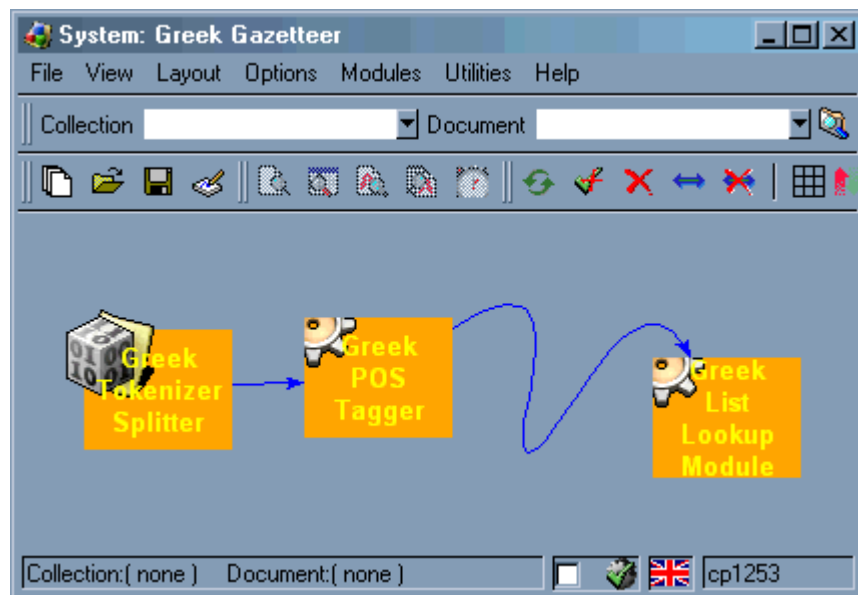 System: Greek Gazetteer
File View Layout Options Modules Utilities Help
Collection Document
Greek
Tokenizer
Splitter
Greek
POS
Tagger
Greek
List
Lookup
Module
Collection:( none ) Document:( none ) cp1253